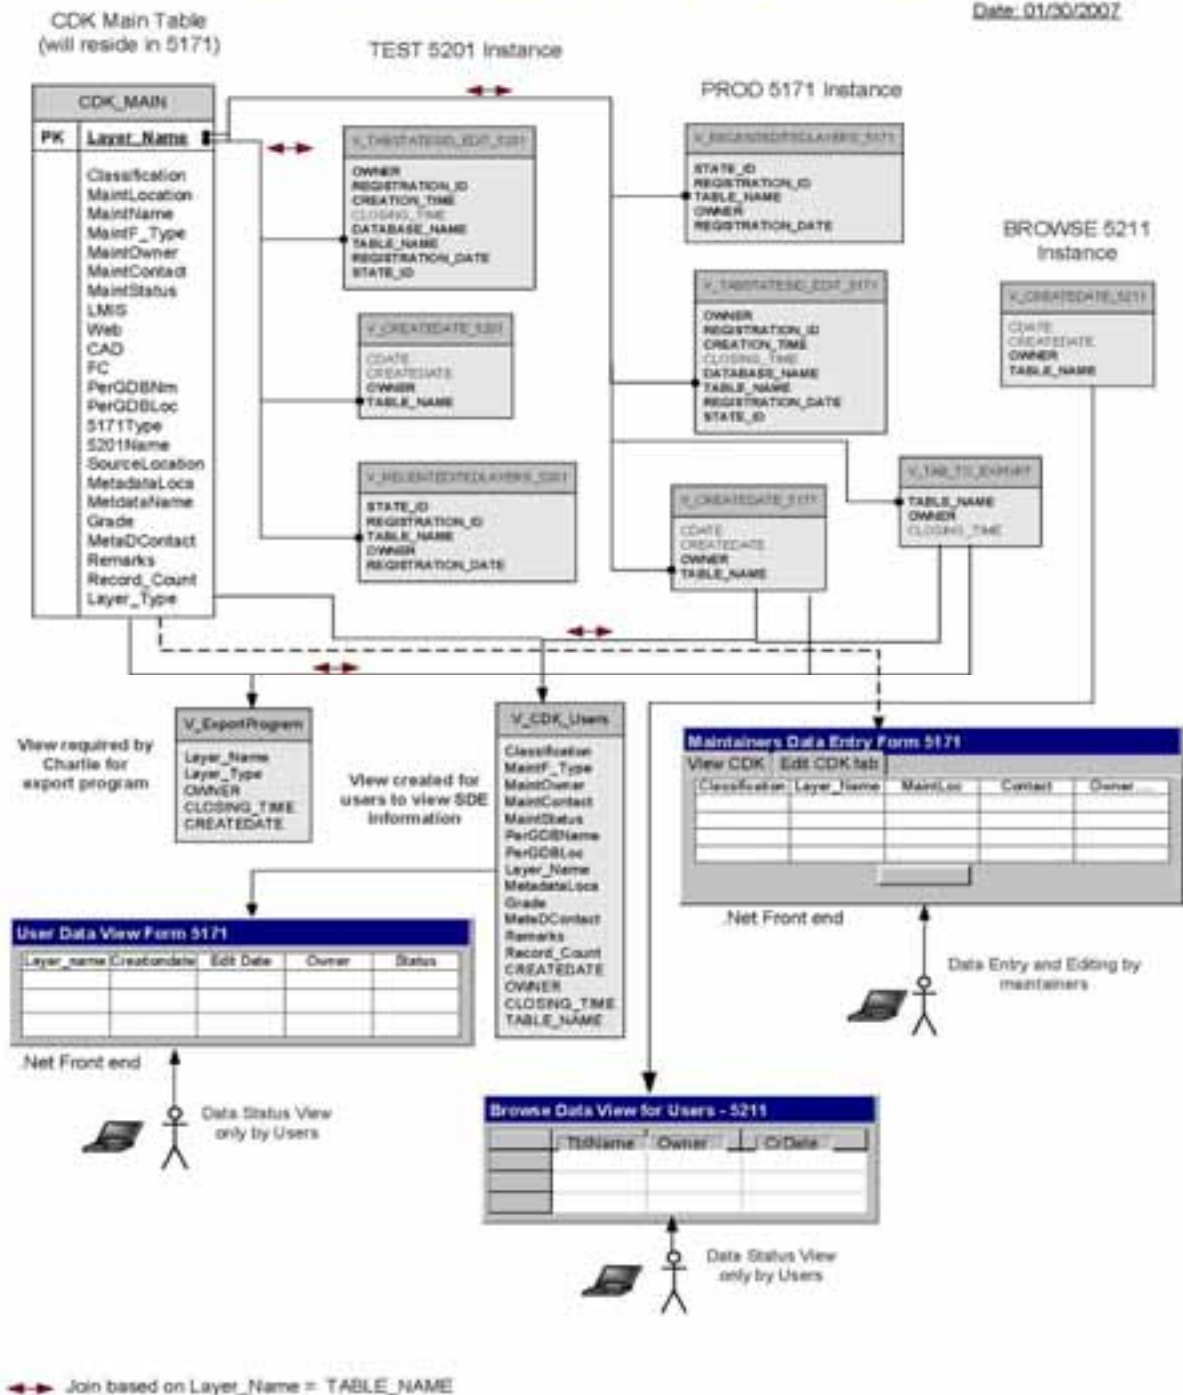 Date: 01/30/2007
CDK Main Table
(will reside in 5171)
TEST 5201 Instance
PROD 5171 Instance
BROWSE 5211
Instance
CDK_MAIN
PK Layer_Name
Classification
MaintLocation
MaintName
MaintF_Type
MaintOwner
MaintContact
MaintStatus
LMIS
Web
CAD
FC
PerGDBNm
PerGDBLoc
5171Type
5201Name
SourceLocation
MetadataLoca
MetdataName
Grade
MetaDContact
Remarks
Record_Count
Layer_Type
V_TABSTATESID_EDIT_5201
OWNER
REGISTRATION_ID
CREATION_TIME
CLOSING_TIME
DATABASE_NAME
TABLE_NAME
REGISTRATION_DATE
STATE_ID
V_CREATEDATE_5201
CDATE
CREATEDATE
OWNER
TABLE_NAME
V_RECENTEDITEDLAYERS_5201
STATE_ID
REGISTRATION_ID
TABLE_NAME
OWNER
REGISTRATION_DATE
V_RECENTEDITEDLAYERS_5171
STATE_ID
REGISTRATION_ID
TABLE_NAME
OWNER
REGISTRATION_DATE
V_TABSTATESID_EDIT_5171
OWNER
REGISTRATION_ID
CREATION_TIME
CLOSING_TIME
DATABASE_NAME
TABLE_NAME
REGISTRATION_DATE
STATE_ID
V_CREATEDATE_5171
CDATE
CREATEDATE
OWNER
TABLE_NAME
V_TAB_TO_EXPORT
TABLE_NAME
OWNER
CLOSING_TIME
V_CREATEDATE_5211
CDATE
CREATEDATE
OWNER
TABLE_NAME
View required by
Charlie for
export program
V_ExportProgram
Layer_Name
Layer_Type
OWNER
CLOSING_TIME
CREATEDATE
View created for
users to view SDE
information
V_CDK_Users
Classification
MaintF_Type
MaintOwner
MaintContact
MaintStatus
PerGDBName
PerGDBLoc
Layer_Name
MetadataLoca
Grade
MetaDContact
Remarks
Record_Count
CREATEDATE
OWNER
CLOSING_TIME
TABLE_NAME
Maintainers Data Entry Form 5171
View CDK Edit CDK tab
Classification Layer_Name MaintLoc Contact Owner....
.Net Front end
Data Entry and Editing by
maintainers
User Data View Form 5171
Layer_name Creationdate Edit Date Owner Status
.Net Front end
Data Status View
only by Users
Browse Data View for Users - 5211
TblName Owner CrDate
Data Status View
only by Users
Join based on Layer_Name = TABLE_NAME